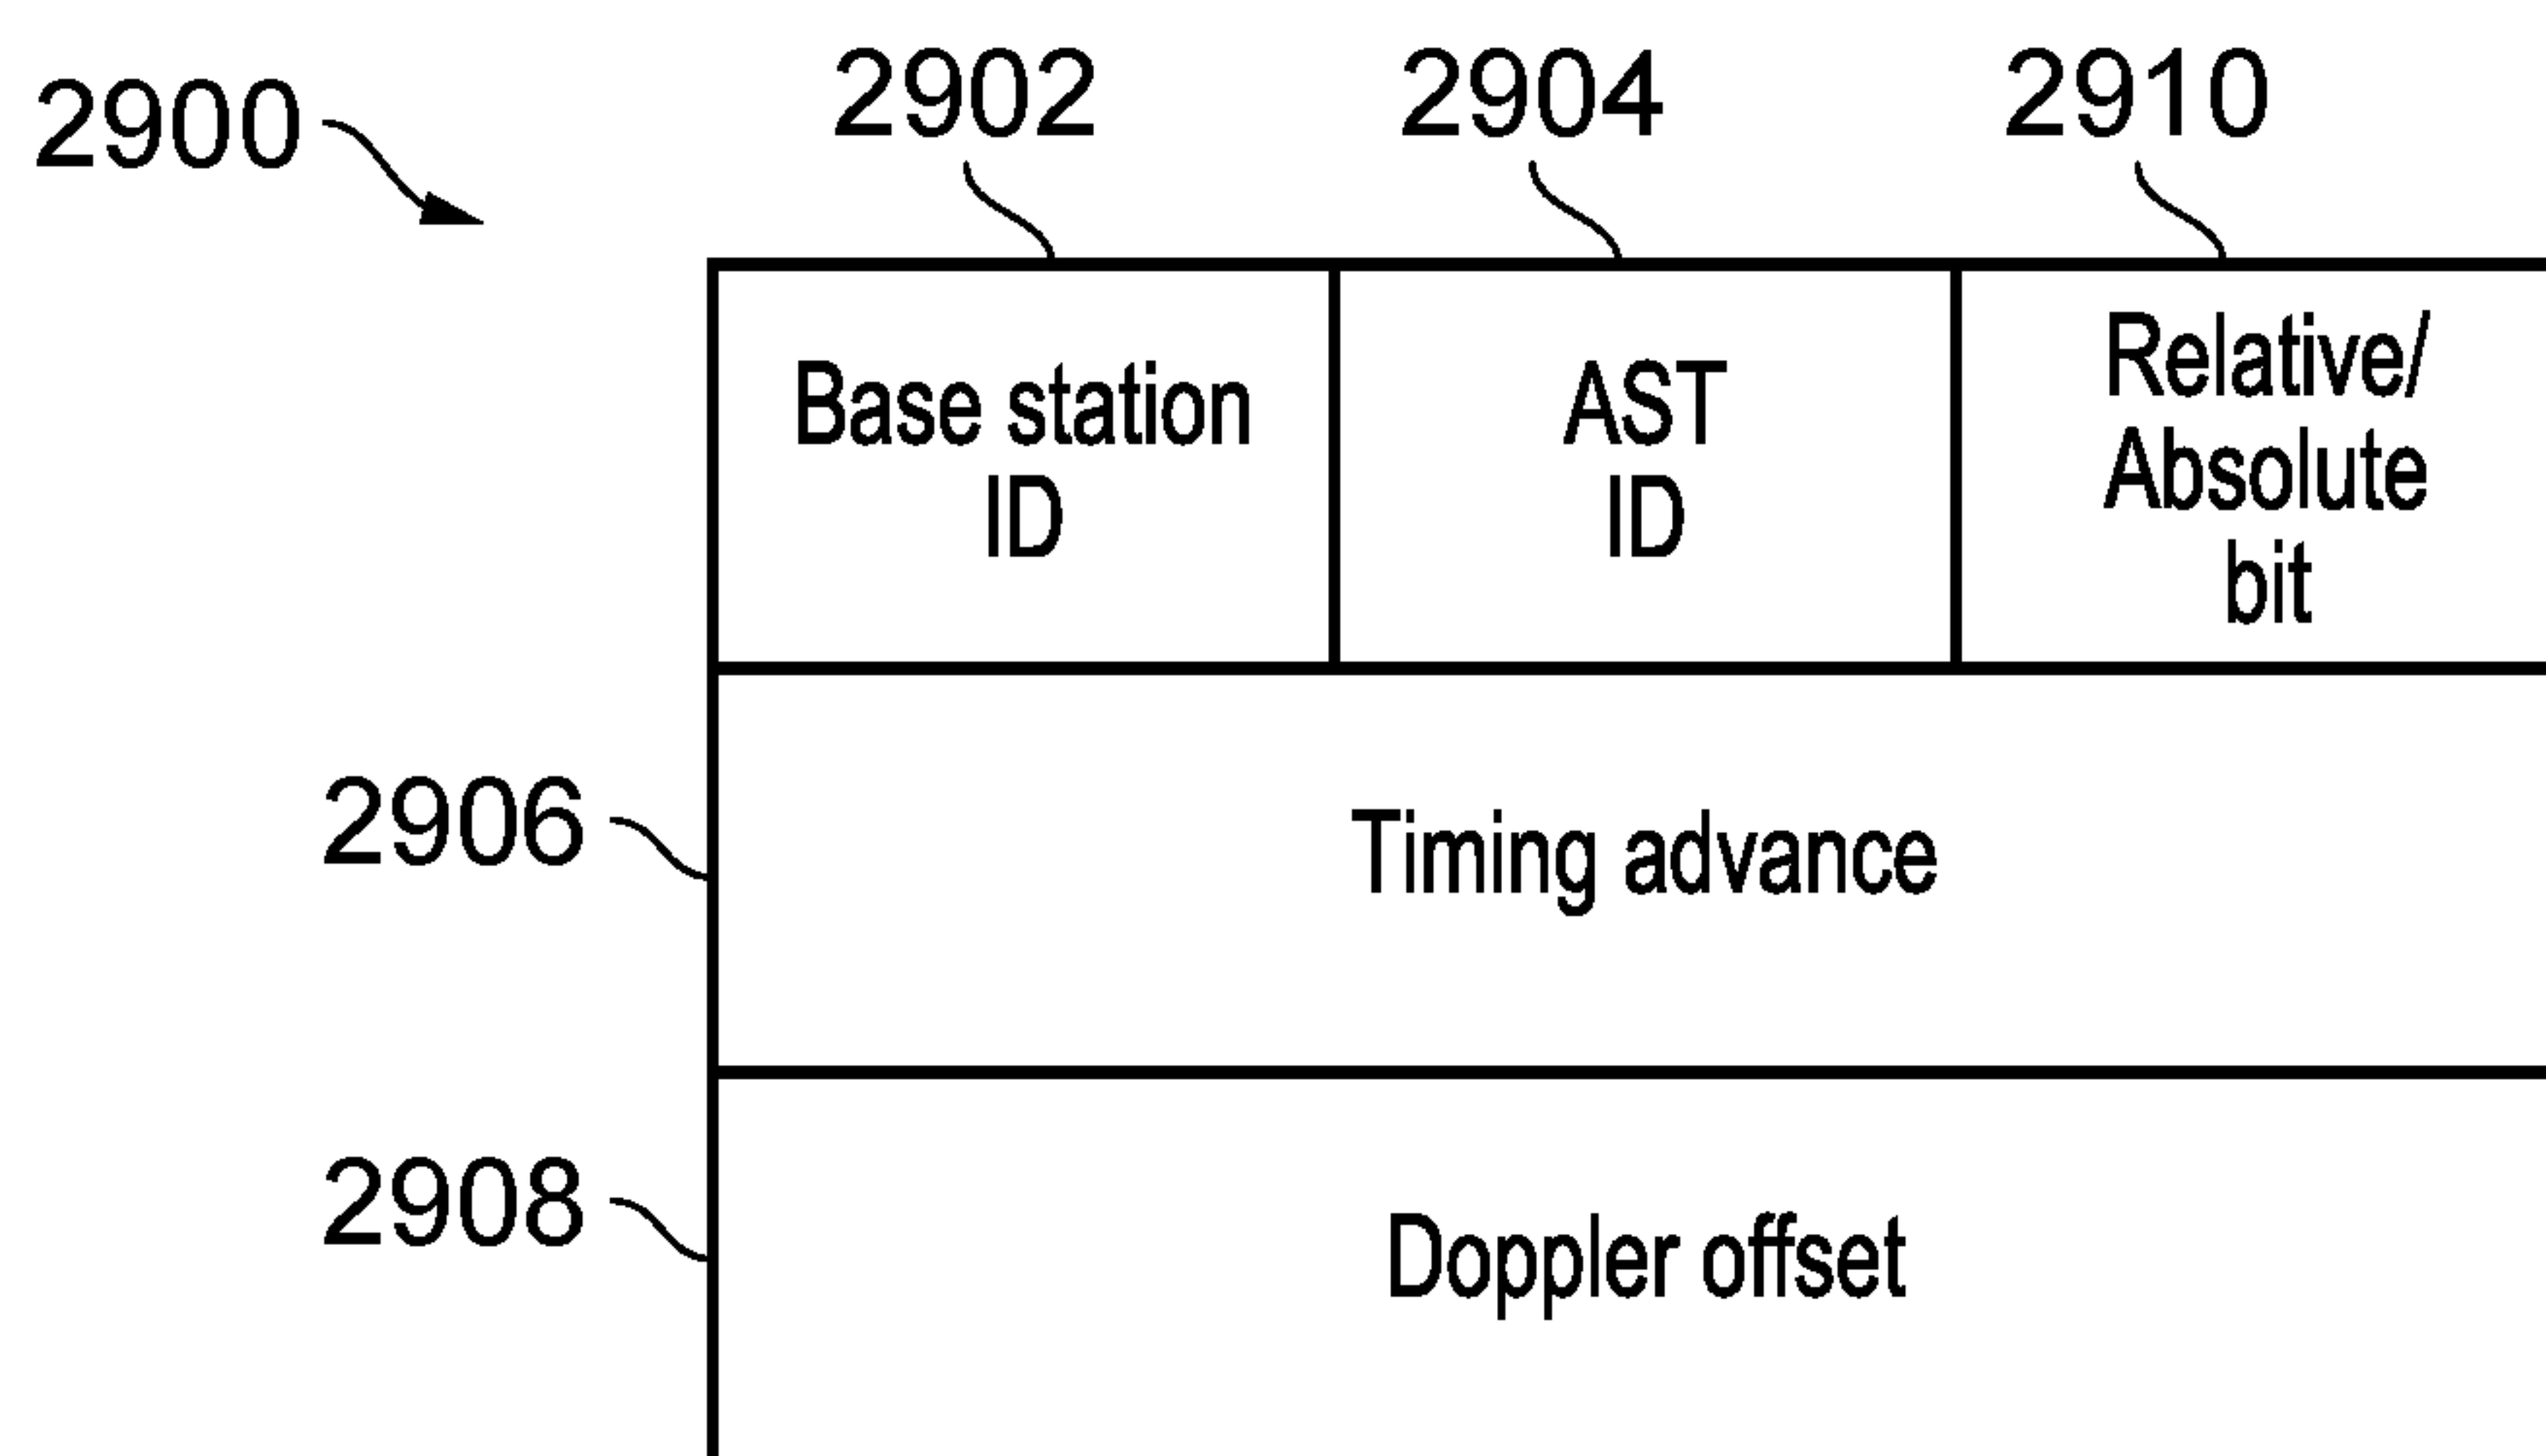 2900
2902 2904 2910
Base station
ID
AST
ID
Relative/
Absolute
bit
2906
Timing advance
2908
Doppler offset